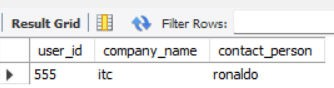 Result Grid Filter Rows:
user_id company_name contact_person
555 itc ronaldo